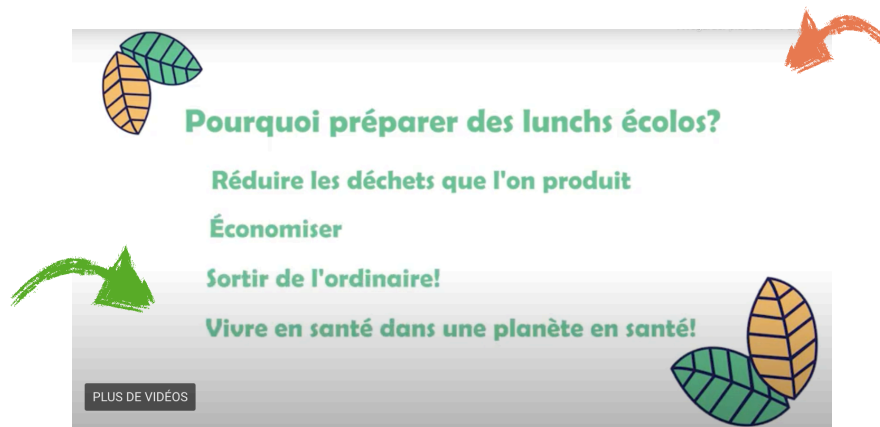 Pourquoi préparer des lunchs écolos?
Réduire les déchets que l'on produit
Économiser
Sortir de l'ordinaire!
Vivre en santé dans une planète en santé!
PLUS DE VIDÉOS